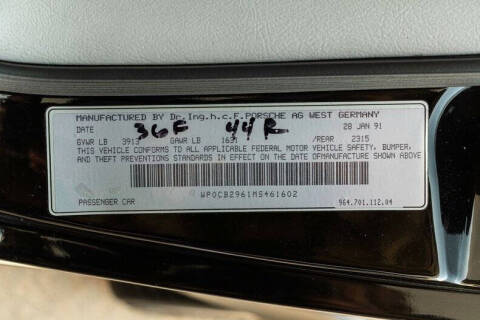 MANUFACTURED BY Dr.Ing.h.c.F.PORSCHE AG WEST GERMANY
DATE 36F 44R 28 JAN 91
GVWR LB 3913 GAWR LB 1631 /REAR 2315
THIS VEHICLE CONFORMS TO ALL APPLICABLE FEDERAL MOTOR VEHICLE SAFETY, BUMPER,
AND THEFT PREVENTIONS STANDARDS IN EFFECT ON THE DATE OF MANUFACTURE SHOWN ABOVE
WP0CB2961MS461602
PASSENGER CAR 964.701.112.04